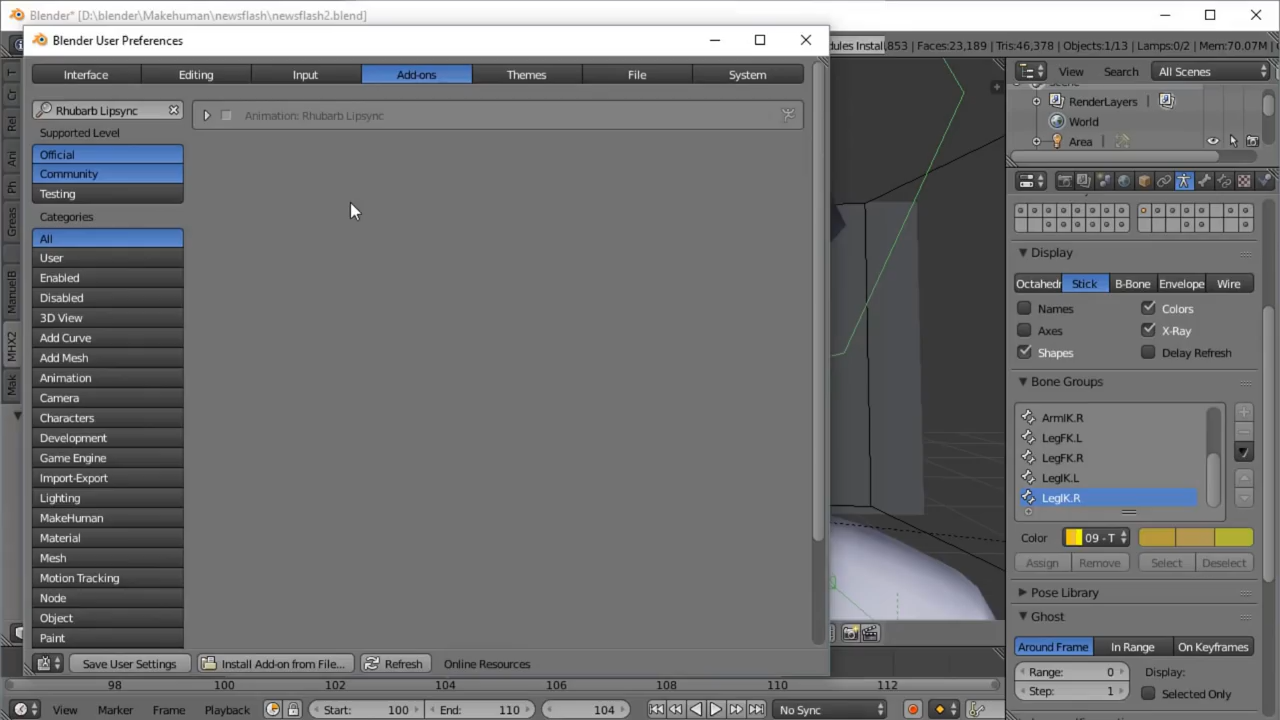 Blender* [D:\blender\Makehuman\newsflash\newsflash2.blend]
Blender User Preferences
dules Instal,853 | Faces:23,189 | Tris:46,378 | Objects:1/13 | Lamps:0/2 | Mem:70.07M |
Interface Editing Input Add-ons Themes File System
View Search All Scenes
RenderLayers
World
Area
Rhubarb Lipsync
Animation: Rhubarb Lipsync
Supported Level
Official
Community
Testing
Categories
All
User
Enabled
Disabled
3D View
Add Curve
Add Mesh
Animation
Camera
Characters
Development
Game Engine
Import-Export
Lighting
MakeHuman
Material
Mesh
Motion Tracking
Node
Object
Paint
T
Cr
Rel
Ani
Ph
Greas
ManuelB
MHX2
Mak
Display
Octahedr Stick B-Bone Envelope Wire
Names Colors
Axes X-Ray
Shapes Delay Refresh
Bone Groups
ArmIK.R
LegFK.L
LegFK.R
LegIK.L
LegIK.R
Color 09 - T
Assign Remove Select Deselect
Pose Library
Ghost
Around Frame In Range On Keyframes
Range: 0 Display:
Step: 1 Selected Only
Save User Settings Install Add-on from File... Refresh Online Resources
98 100 102 104 106 108 110 112
View Marker Frame Playback Start: 100 End: 110 104 No Sync